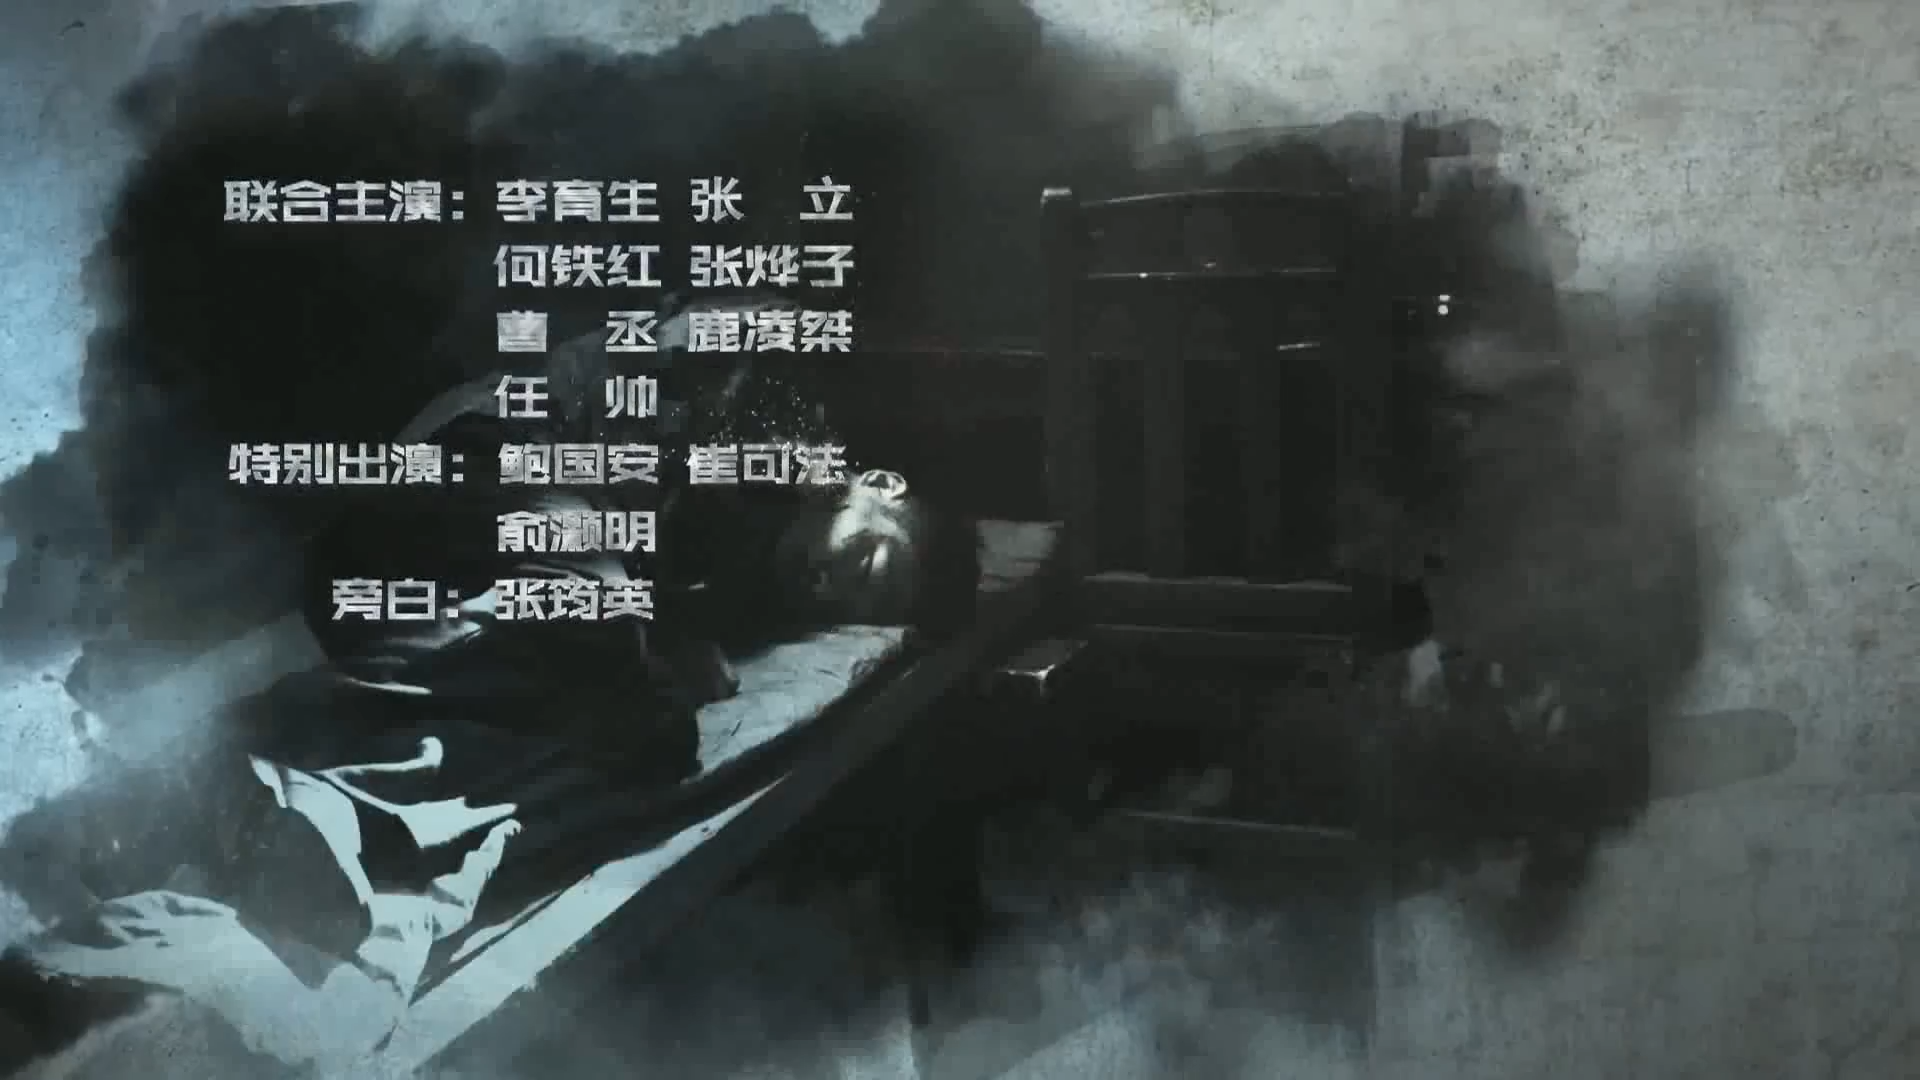 联合主演：李育生 张 立
何铁红 张烨子
曹 丞 鹿凌桀
任 帅
特别出演：鲍国安 崔可法
俞灏明
旁白：张筠英